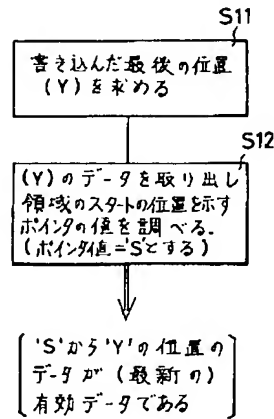 S11
書き込んだ最後の位置
(Y)を求める
S12
(Y)のデータを取り出し
領域のスタートの位置を示す
ポインタの値を調べる.
(ポインタ値='S'とする)
'S'から'Y'の位置の
データが(最新の)
有効データである